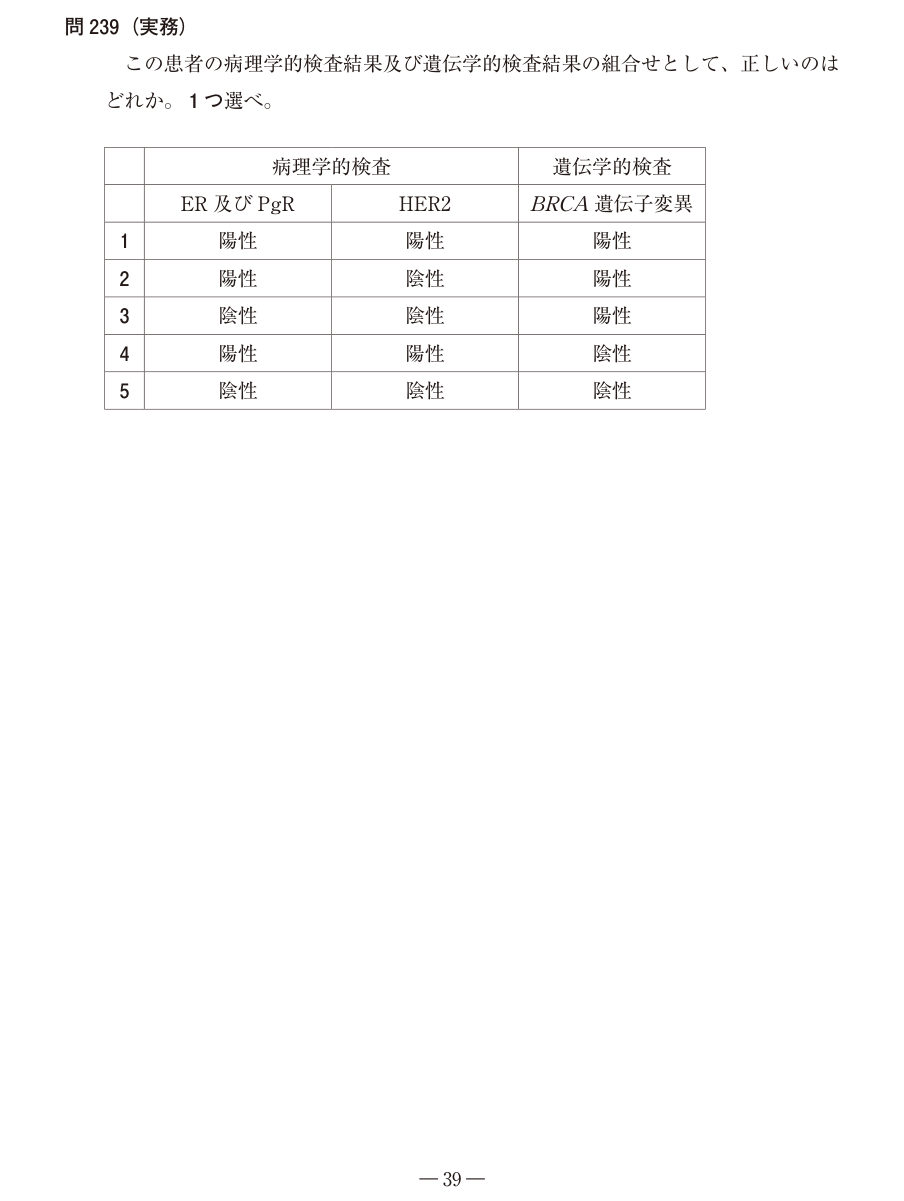 問 239（実務）
この患者の病理学的検査結果及び遺伝学的検査結果の組合せとして、正しいのは
どれか。1つ選べ。
病理学的検査 遺伝学的検査
ER 及び PgR HER2 BRCA 遺伝子変異
1 陽性 陽性 陽性
2 陽性 陰性 陽性
3 陰性 陰性 陽性
4 陽性 陽性 陰性
5 陰性 陰性 陰性
— 39 —